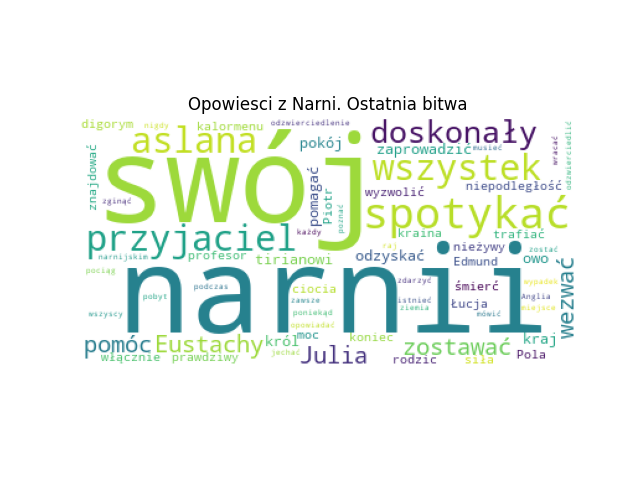 Opowiesci z Narni. Ostatnia bitwa
digorym nigdy kalormenu odzwierciedlenie
aslana pokój doskonały
zaprowadzić musieć
wracać odzwierciedlić
znajdować swój wszystek
zginąć pomagać Piotr poznać wyzwolić niepodległość
spotykać
przyjaciel każdy kraina trafiać
raj nieżywy zostać
narnijskim profesor tirianowi odzyskać Edmund owo
pociąg wezwać
narnii
podczas ciocia zdarzyć śmierć wypadek
pobyt zawsze istnieć Łucja Anglia
wszyscy poniekąd ziemia mówić miejsce
opowiadać
pomóc Eustachy król moc koniec zostawać kraj
włącznie prawdziwy jechać Julia rodzic siła Pola